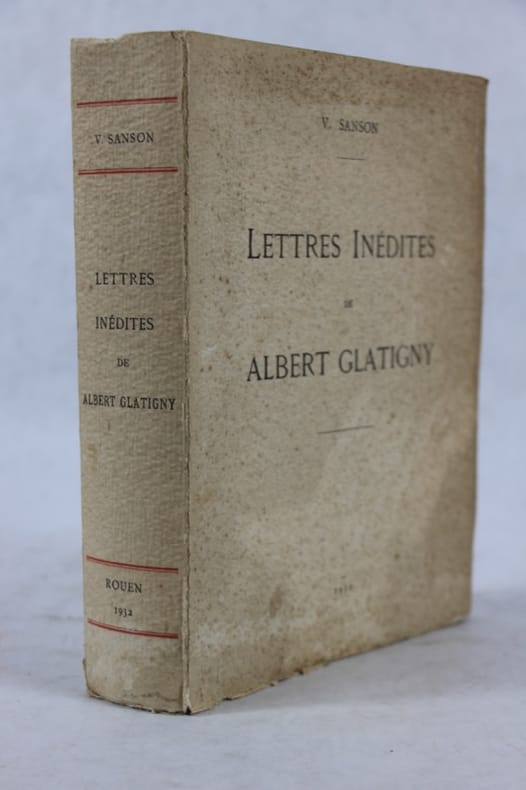 V. SANSON
LETTRES
INÉDITES
DE
ALBERT GLATIGNY
ROUEN
1932
V. SANSON
LETTRES INÉDITES
DE
ALBERT GLATIGNY